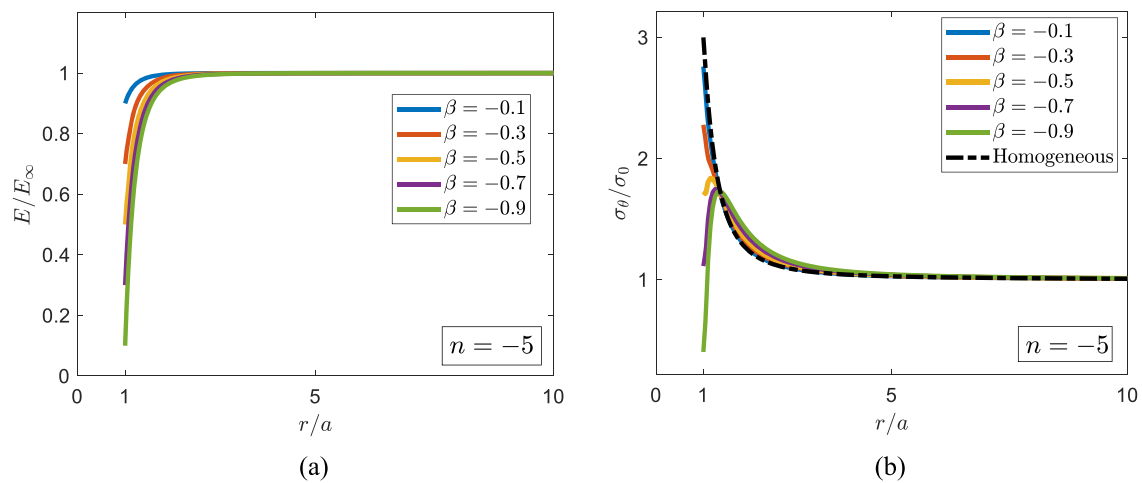 1
0.8
0.6
0.4
0.2
0
0
1
5
10
E/E∞
r/a
β = −0.1
β = −0.3
β = −0.5
β = −0.7
β = −0.9
n = −5
(a)
3
2
1
0
1
5
10
σθ/σ0
r/a
β = −0.1
β = −0.3
β = −0.5
β = −0.7
β = −0.9
Homogeneous
n = −5
(b)